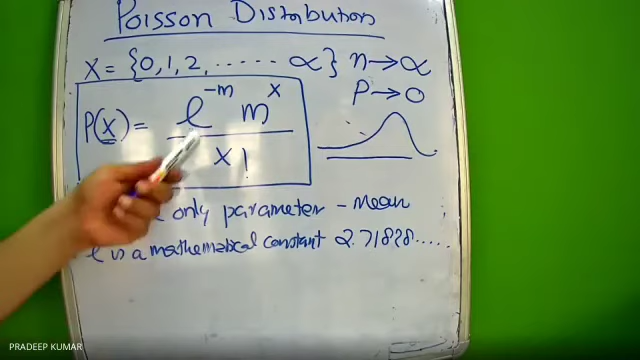 Poisson Distribution
X = {0, 1, 2, ...... ∝} n → ∝
P → 0
P(x) = e^-m m^x / x!
only parameter - Mean
e is a mathematical constant 2.71828.....
PRADEEP KUMAR